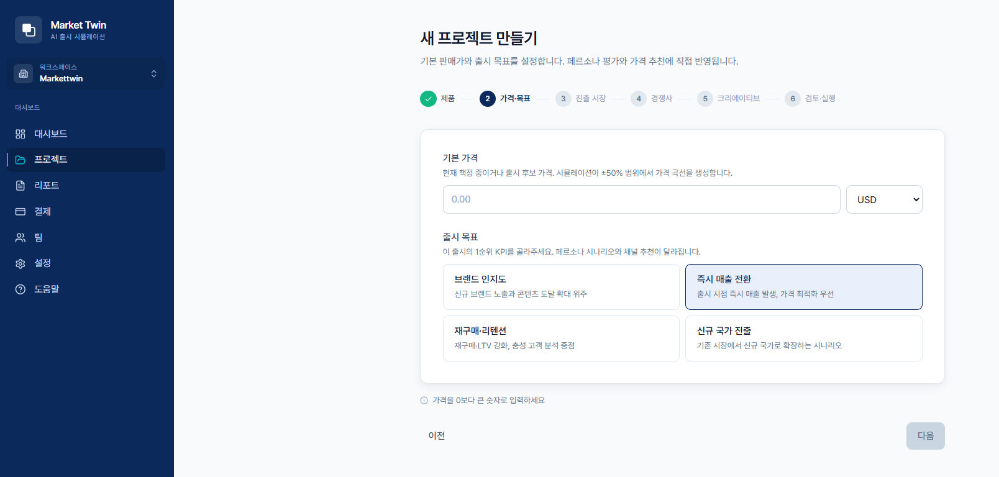 Market Twin
AI 출시 시뮬레이션
워크스페이스
Markettwin
대시보드
대시보드
프로젝트
리포트
결제
팀
설정
도움말
새 프로젝트 만들기
기본 판매가와 출시 목표를 설정합니다. 페르소나 평가와 가격 추천에 직접 반영됩니다.
제품
2 가격·목표
3 진출 시장
4 경쟁사
5 크리에이티브
6 검토·실행
기본 가격
현재 책정 중이거나 출시 후보 가격. 시뮬레이션이 ±50% 범위에서 가격 곡선을 생성합니다.
0.00
USD
출시 목표
이 출시의 1순위 KPI를 골라주세요. 페르소나 시나리오와 채널 추천이 달라집니다.
브랜드 인지도
신규 브랜드 노출과 콘텐츠 도달 확대 위주
즉시 매출 전환
출시 시점 즉시 매출 발생, 가격 최적화 우선
재구매·리텐션
재구매·LTV 강화, 충성 고객 분석 중점
신규 국가 진출
기존 시장에서 신규 국가로 확장하는 시나리오
가격을 0보다 큰 숫자로 입력하세요
이전
다음